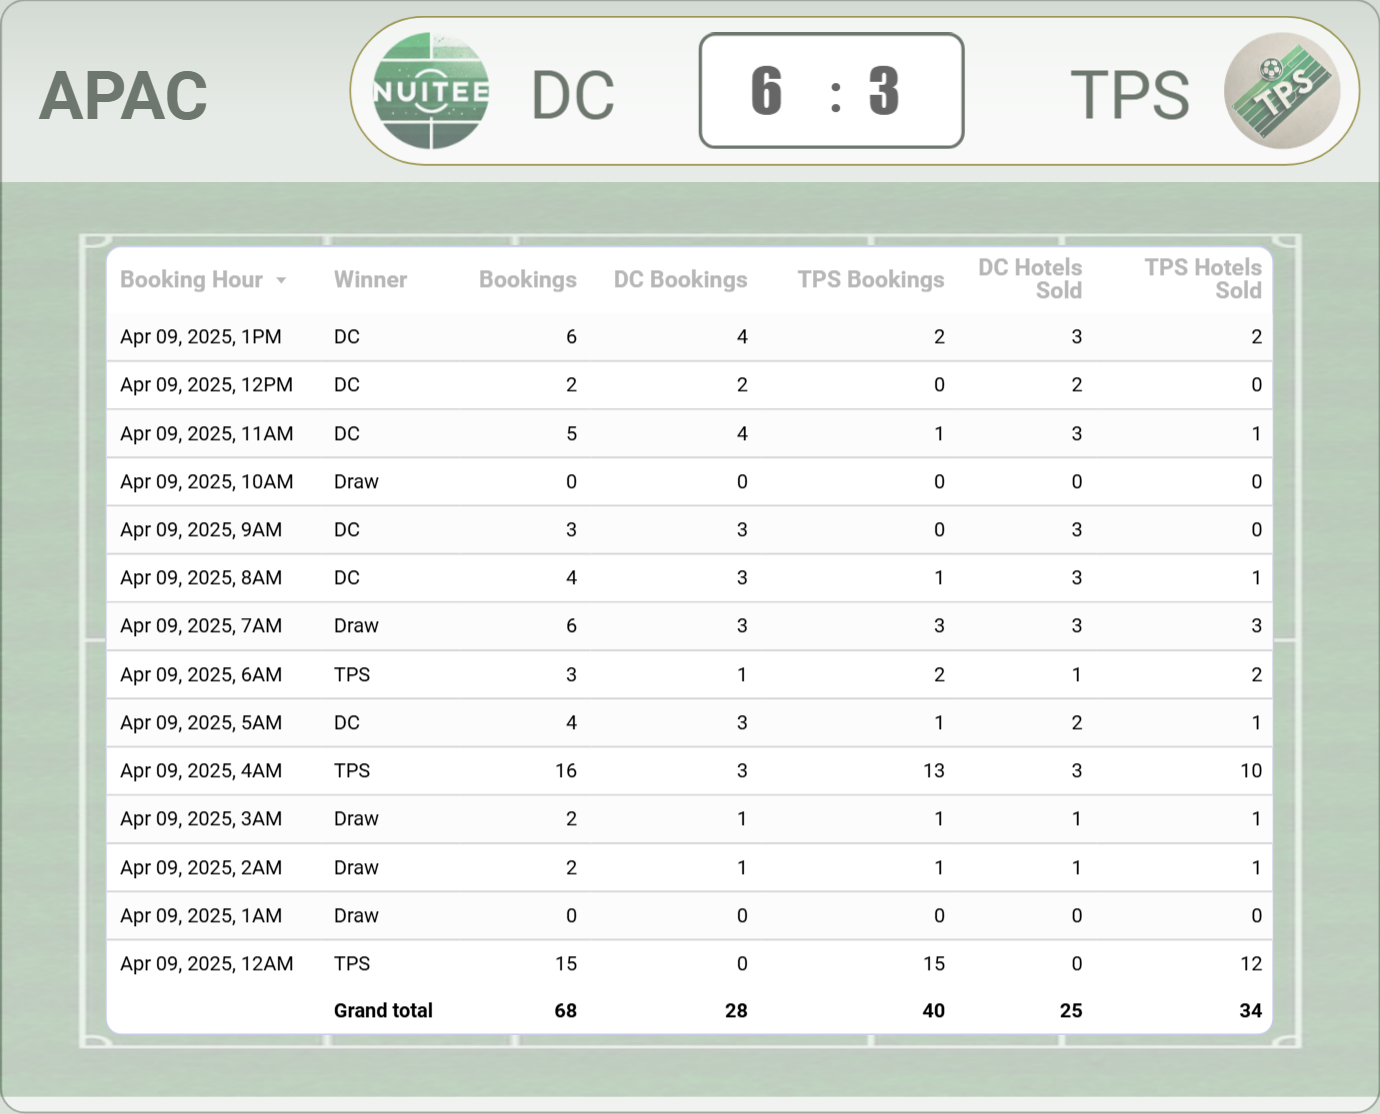 APAC
NUITEE
DC
6 : 3
TPS
TPS
Booking Hour Winner Bookings DC Bookings TPS Bookings DC Hotels Sold TPS Hotels Sold
Apr 09, 2025, 1PM DC 6 4 2 3 2
Apr 09, 2025, 12PM DC 2 2 0 2 0
Apr 09, 2025, 11AM DC 5 4 1 3 1
Apr 09, 2025, 10AM Draw 0 0 0 0 0
Apr 09, 2025, 9AM DC 3 3 0 3 0
Apr 09, 2025, 8AM DC 4 3 1 3 1
Apr 09, 2025, 7AM Draw 6 3 3 3 3
Apr 09, 2025, 6AM TPS 3 1 2 1 2
Apr 09, 2025, 5AM DC 4 3 1 2 1
Apr 09, 2025, 4AM TPS 16 3 13 3 10
Apr 09, 2025, 3AM Draw 2 1 1 1 1
Apr 09, 2025, 2AM Draw 2 1 1 1 1
Apr 09, 2025, 1AM Draw 0 0 0 0 0
Apr 09, 2025, 12AM TPS 15 0 15 0 12
Grand total 68 28 40 25 34